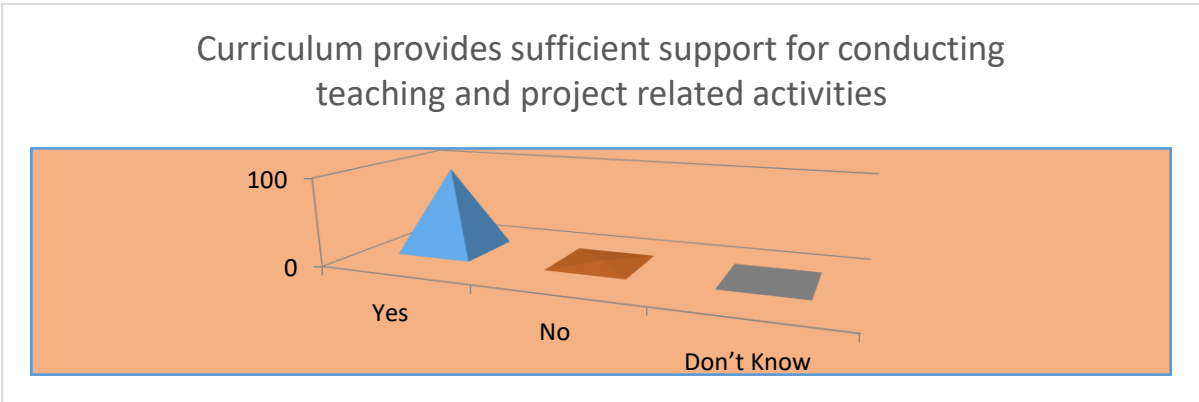 Curriculum provides sufficient support for conducting
teaching and project related activities
100
0
Yes
No
Don’t Know